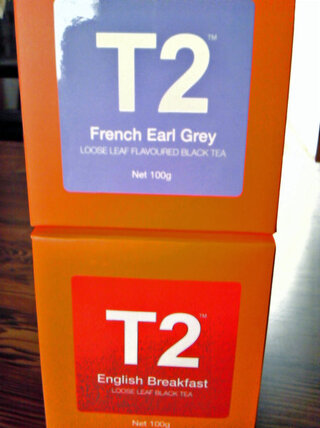 T2™
French Earl Grey
LOOSE LEAF FLAVOURED BLACK TEA
Net 100g
T2™
English Breakfast
LOOSE LEAF BLACK TEA
Net 100g